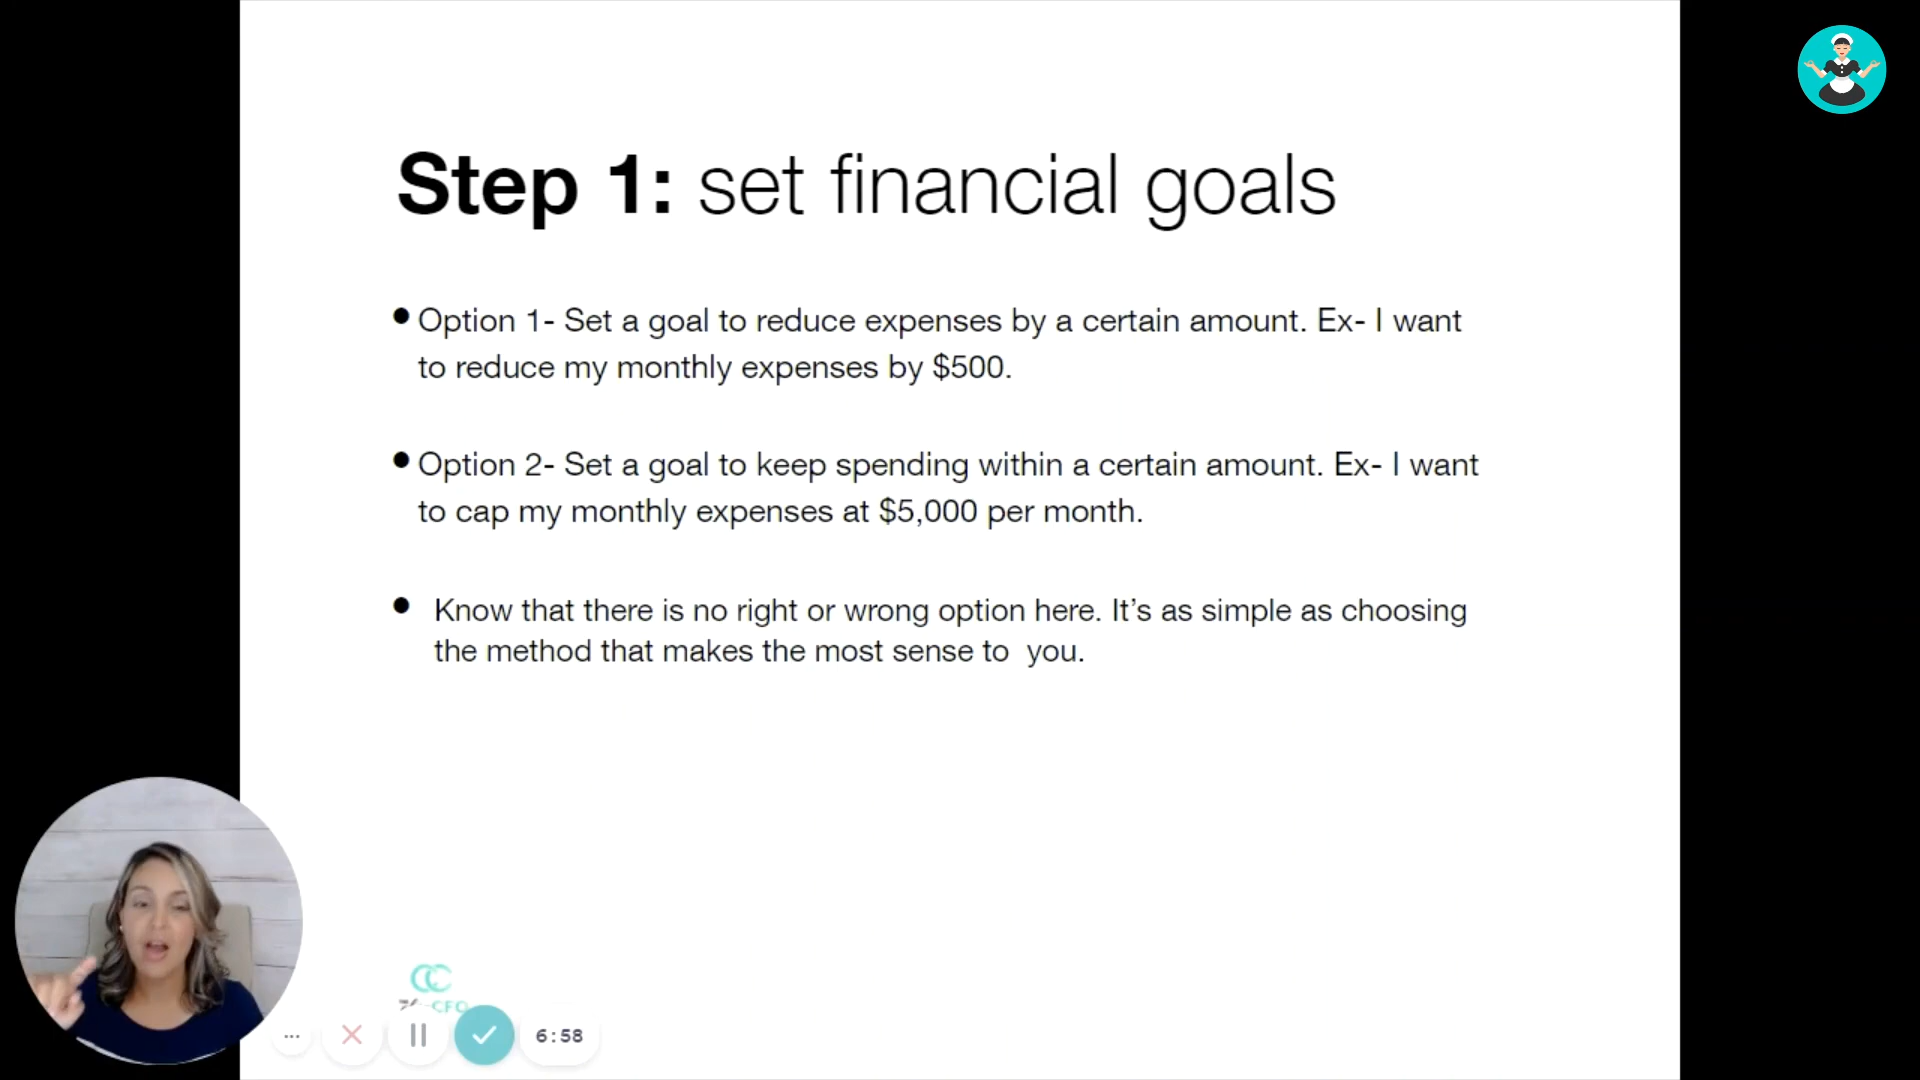 Step 1: set financial goals
Option 1- Set a goal to reduce expenses by a certain amount. Ex- I want
to reduce my monthly expenses by $500.
Option 2- Set a goal to keep spending within a certain amount. Ex- I want
to cap my monthly expenses at $5,000 per month.
Know that there is no right or wrong option here. It’s as simple as choosing
the method that makes the most sense to  you.
6:58